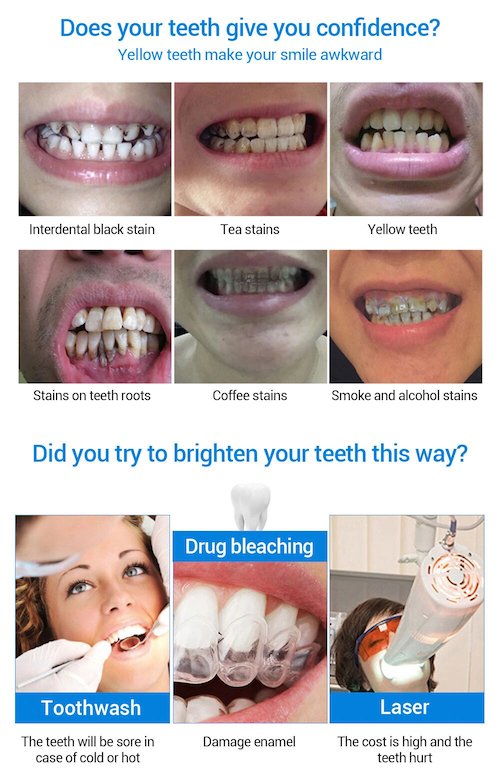 Does your teeth give you confidence?
Yellow teeth make your smile awkward
Interdental black stain
Tea stains
Yellow teeth
Stains on teeth roots
Coffee stains
Smoke and alcohol stains
Did you try to brighten your teeth this way?
Drug bleaching
Toothwash
Laser
The teeth will be sore in
case of cold or hot
Damage enamel
The cost is high and the
teeth hurt